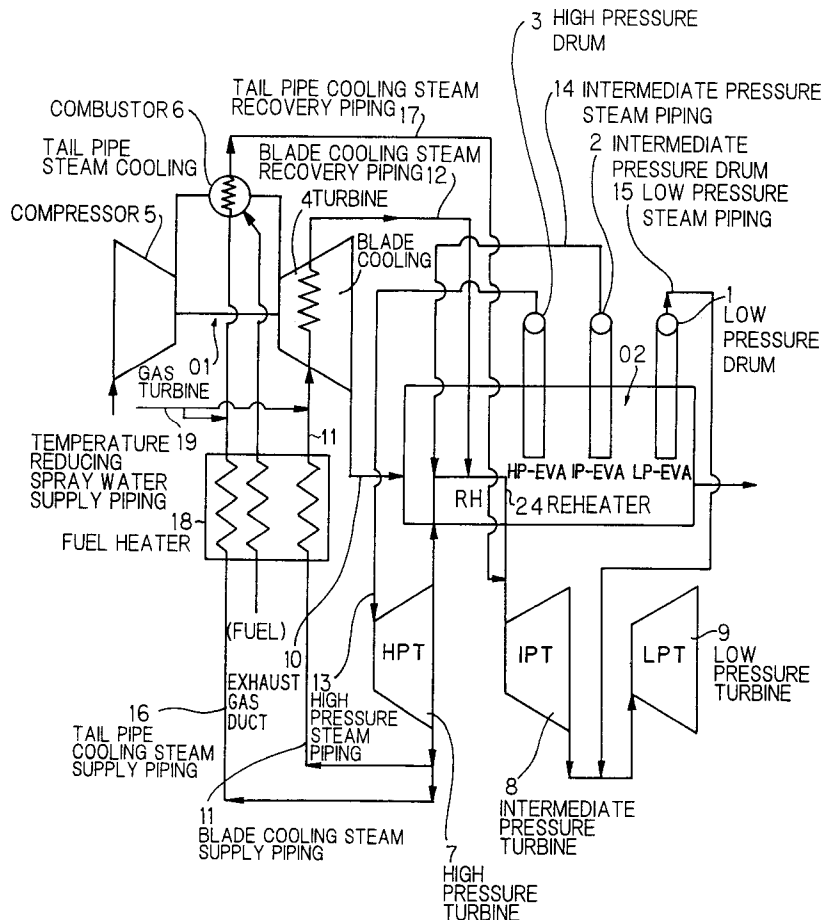 3 HIGH PRESSURE
DRUM
TAIL PIPE COOLING STEAM
RECOVERY PIPING
17
14 INTERMEDIATE PRESSURE
STEAM PIPING
COMBUSTOR 6
2 INTERMEDIATE
PRESSURE DRUM
TAIL PIPE
STEAM COOLING
BLADE COOLING STEAM
RECOVERY PIPING
12
15 LOW PRESSURE
STEAM PIPING
COMPRESSOR 5
4 TURBINE
BLADE
COOLING
1
LOW
PRESSURE
DRUM
01
GAS
TURBINE
02
19
TEMPERATURE
REDUCING
SPRAY WATER
SUPPLY PIPING
11
HP-EVA
IP-EVA
LP-EVA
RH
24 REHEATER
18
FUEL HEATER
(FUEL)
10
HPT
IPT
LPT
9
LOW
PRESSURE
TURBINE
EXHAUST
GAS
DUCT
13
HIGH
PRESSURE
STEAM
PIPING
16
TAIL PIPE
COOLING STEAM
SUPPLY PIPING
8
INTERMEDIATE
PRESSURE
TURBINE
11
BLADE COOLING STEAM
SUPPLY PIPING
7
HIGH
PRESSURE
TURBINE